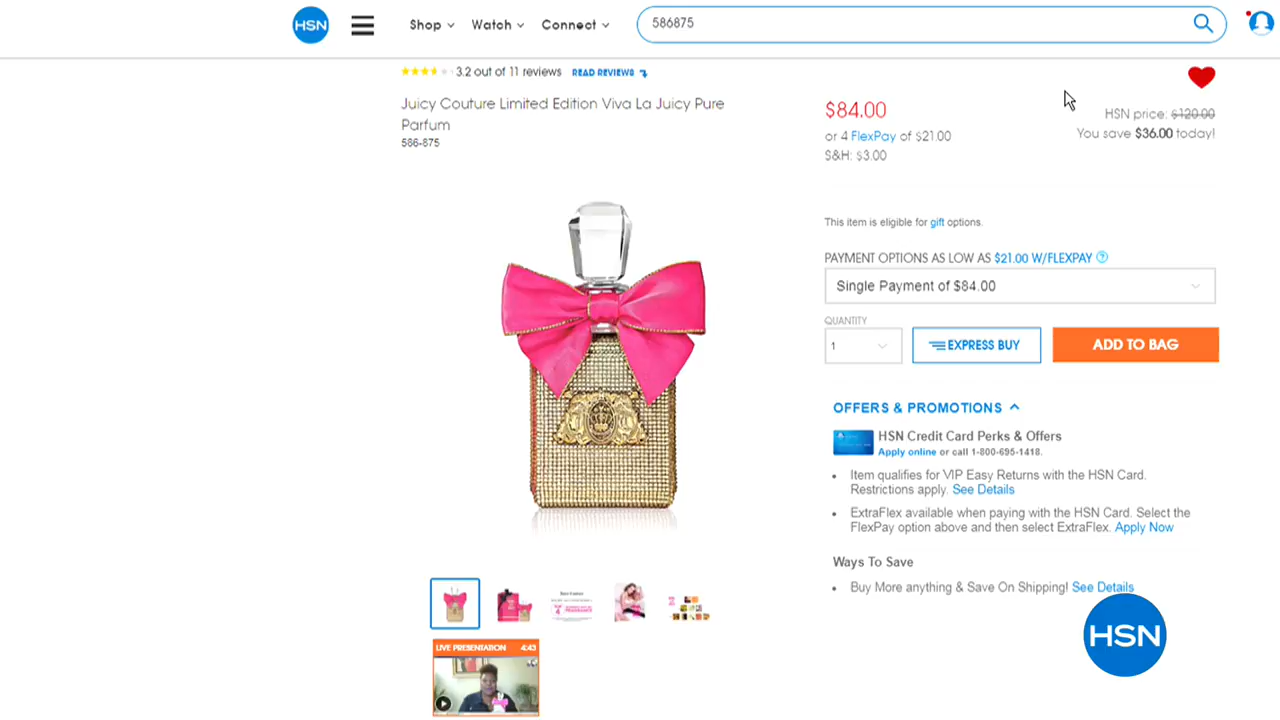 HSN
Shop
Watch
Connect
586875
3.2 out of 11 reviews READ REVIEWS
Juicy Couture Limited Edition Viva La Juicy Pure
Parfum
586-875
$84.00
HSN price: $120.00
or 4 FlexPay of $21.00
You save $36.00 today!
S&H: $3.00
This item is eligible for gift options.
PAYMENT OPTIONS AS LOW AS $21.00 W/FLEXPAY ?
Single Payment of $84.00
QUANTITY
1
EXPRESS BUY
ADD TO BAG
OFFERS & PROMOTIONS
HSN Credit Card Perks & Offers
Apply online or call 1-800-695-1418.
• Item qualifies for VIP Easy Returns with the HSN Card.
Restrictions apply. See Details
• ExtraFlex available when paying with the HSN Card. Select the
FlexPay option above and then select ExtraFlex. Apply Now
Ways To Save
• Buy More anything & Save On Shipping! See Details
HSN
LIVE PRESENTATION 4:43